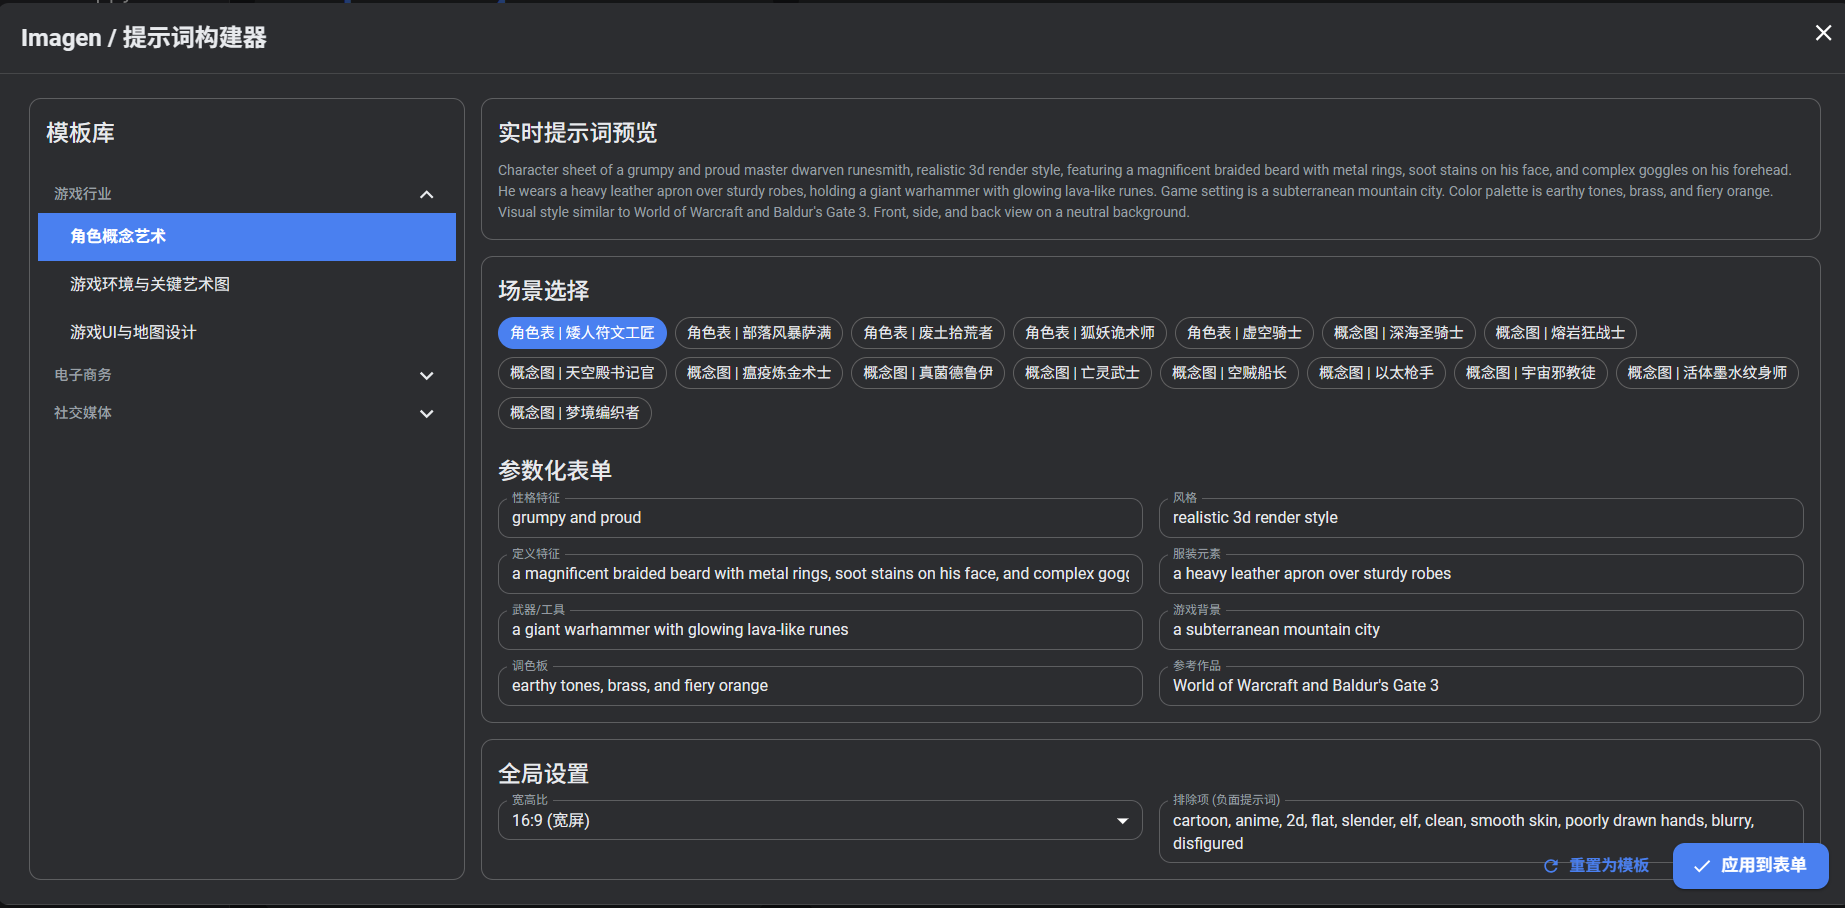 Imagen / 提示词构建器
模板库
游戏行业
角色概念艺术
游戏环境与关键艺术图
游戏UI与地图设计
电子商务
社交媒体
实时提示词预览
Character sheet of a grumpy and proud master dwarven runesmith, realistic 3d render style, featuring a magnificent braided beard with metal rings, soot stains on his face, and complex goggles on his forehead.
He wears a heavy leather apron over sturdy robes, holding a giant warhammer with glowing lava-like runes. Game setting is a subterranean mountain city. Color palette is earthy tones, brass, and fiery orange.
Visual style similar to World of Warcraft and Baldur's Gate 3. Front, side, and back view on a neutral background.
场景选择
角色表 | 矮人符文工匠
角色表 | 部落风暴萨满
角色表 | 废土拾荒者
角色表 | 狐妖诡术师
角色表 | 虚空骑士
概念图 | 深海圣骑士
概念图 | 熔岩狂战士
概念图 | 天空殿书记官
概念图 | 瘟疫炼金术士
概念图 | 真菌德鲁伊
概念图 | 亡灵武士
概念图 | 空贼船长
概念图 | 以太枪手
概念图 | 宇宙邪教徒
概念图 | 活体墨水纹身师
概念图 | 梦境编织者
参数化表单
性格特征
grumpy and proud
风格
realistic 3d render style
定义特征
a magnificent braided beard with metal rings, soot stains on his face, and complex gogg
服装元素
a heavy leather apron over sturdy robes
武器/工具
a giant warhammer with glowing lava-like runes
游戏背景
a subterranean mountain city
调色板
earthy tones, brass, and fiery orange
参考作品
World of Warcraft and Baldur's Gate 3
全局设置
宽高比
16:9 (宽屏)
排除项 (负面提示词)
cartoon, anime, 2d, flat, slender, elf, clean, smooth skin, poorly drawn hands, blurry,
disfigured
重置为模板
应用到表单